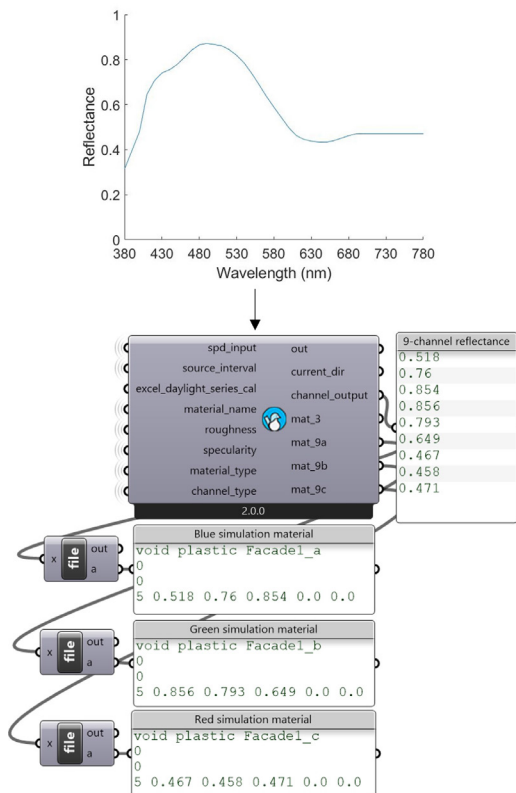 1
0.8
0.6
0.4
0.2
0
Reflectance
380 430 480 530 580 630 680 730 780
Wavelength (nm)
spd_input
source_interval
excel_daylight_series_cal
material_name
roughness
specularity
material_type
channel_type
out
current_dir
channel_output
mat_3
mat_9a
mat_9b
mat_9c
2.0.0
9-channel reflectance
0.518
0.76
0.854
0.856
0.793
0.649
0.467
0.458
0.471
x file out a
Blue simulation material
void plastic Facade1_a
0
0
5 0.518 0.76 0.854 0.0 0.0
x file out a
Green simulation material
void plastic Facade1_b
0
0
5 0.856 0.793 0.649 0.0 0.0
x file out a
Red simulation material
void plastic Facade1_c
0
0
5 0.467 0.458 0.471 0.0 0.0